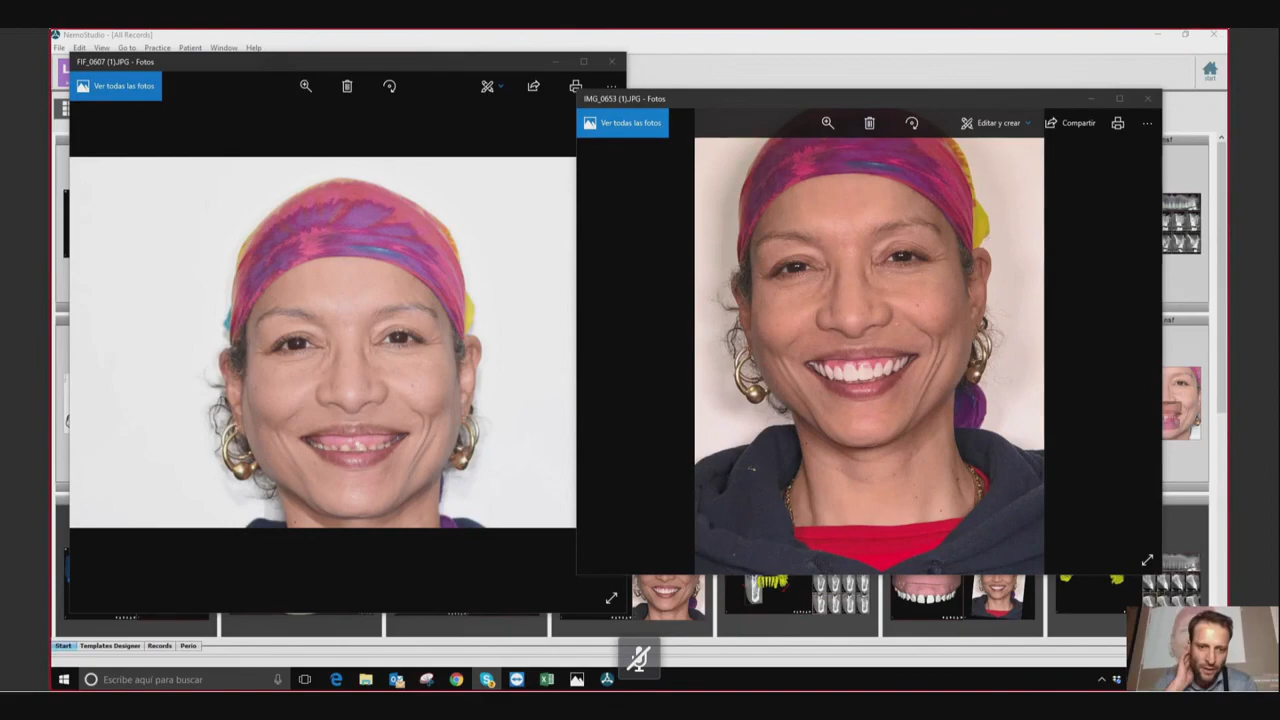 NemoStudio - [All Records]
File Edit View Go to Practice Patient Window Help
FIF_0607 (1).JPG - Fotos
Ver todas las fotos
start
IMG_0653 (1).JPG - Fotos
Ver todas las fotos
Editar y crear
Compartir
Start Templates Designer Records Perio
Escribe aquí para buscar